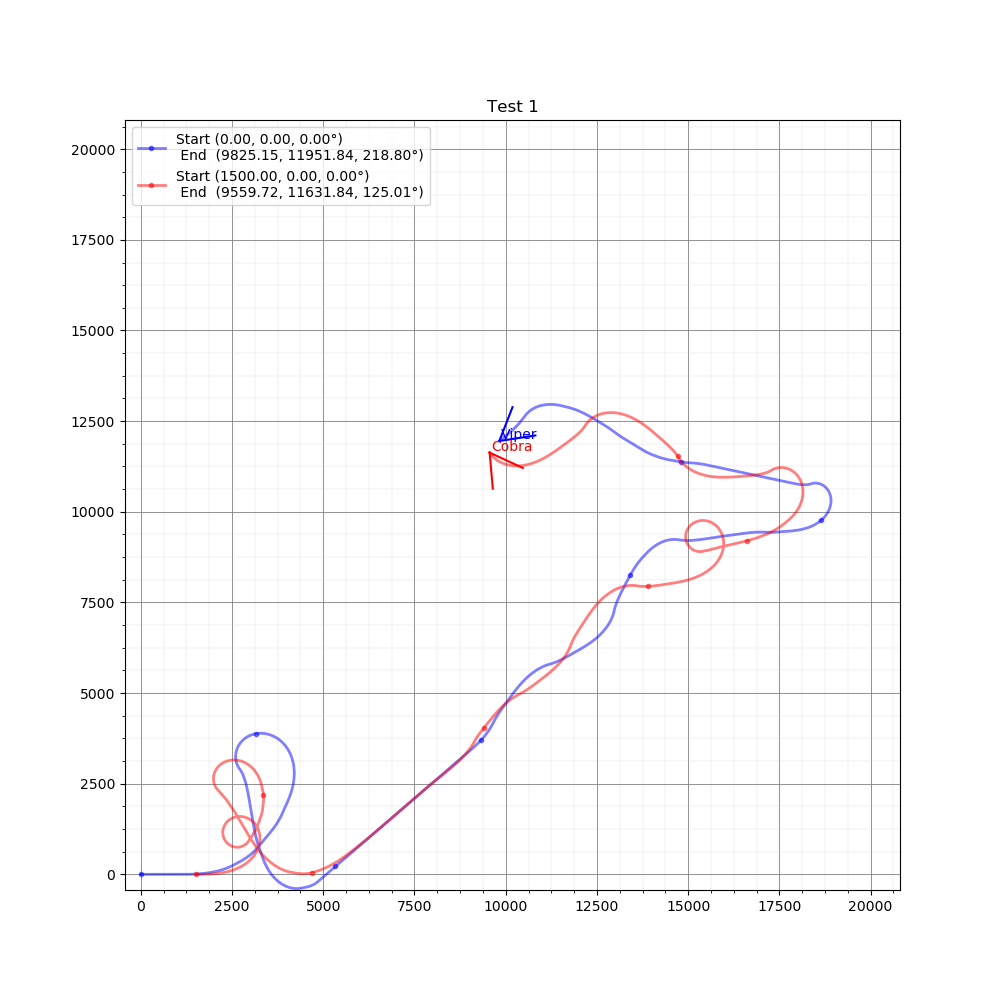 Test 1
Start (0.00, 0.00, 0.00°)
End  (9825.15, 11951.84, 218.80°)
Start (1500.00, 0.00, 0.00°)
End  (9559.72, 11631.84, 125.01°)
20000
17500
15000
12500
10000
7500
5000
2500
0
Viper
Cobra
0 2500 5000 7500 10000 12500 15000 17500 20000